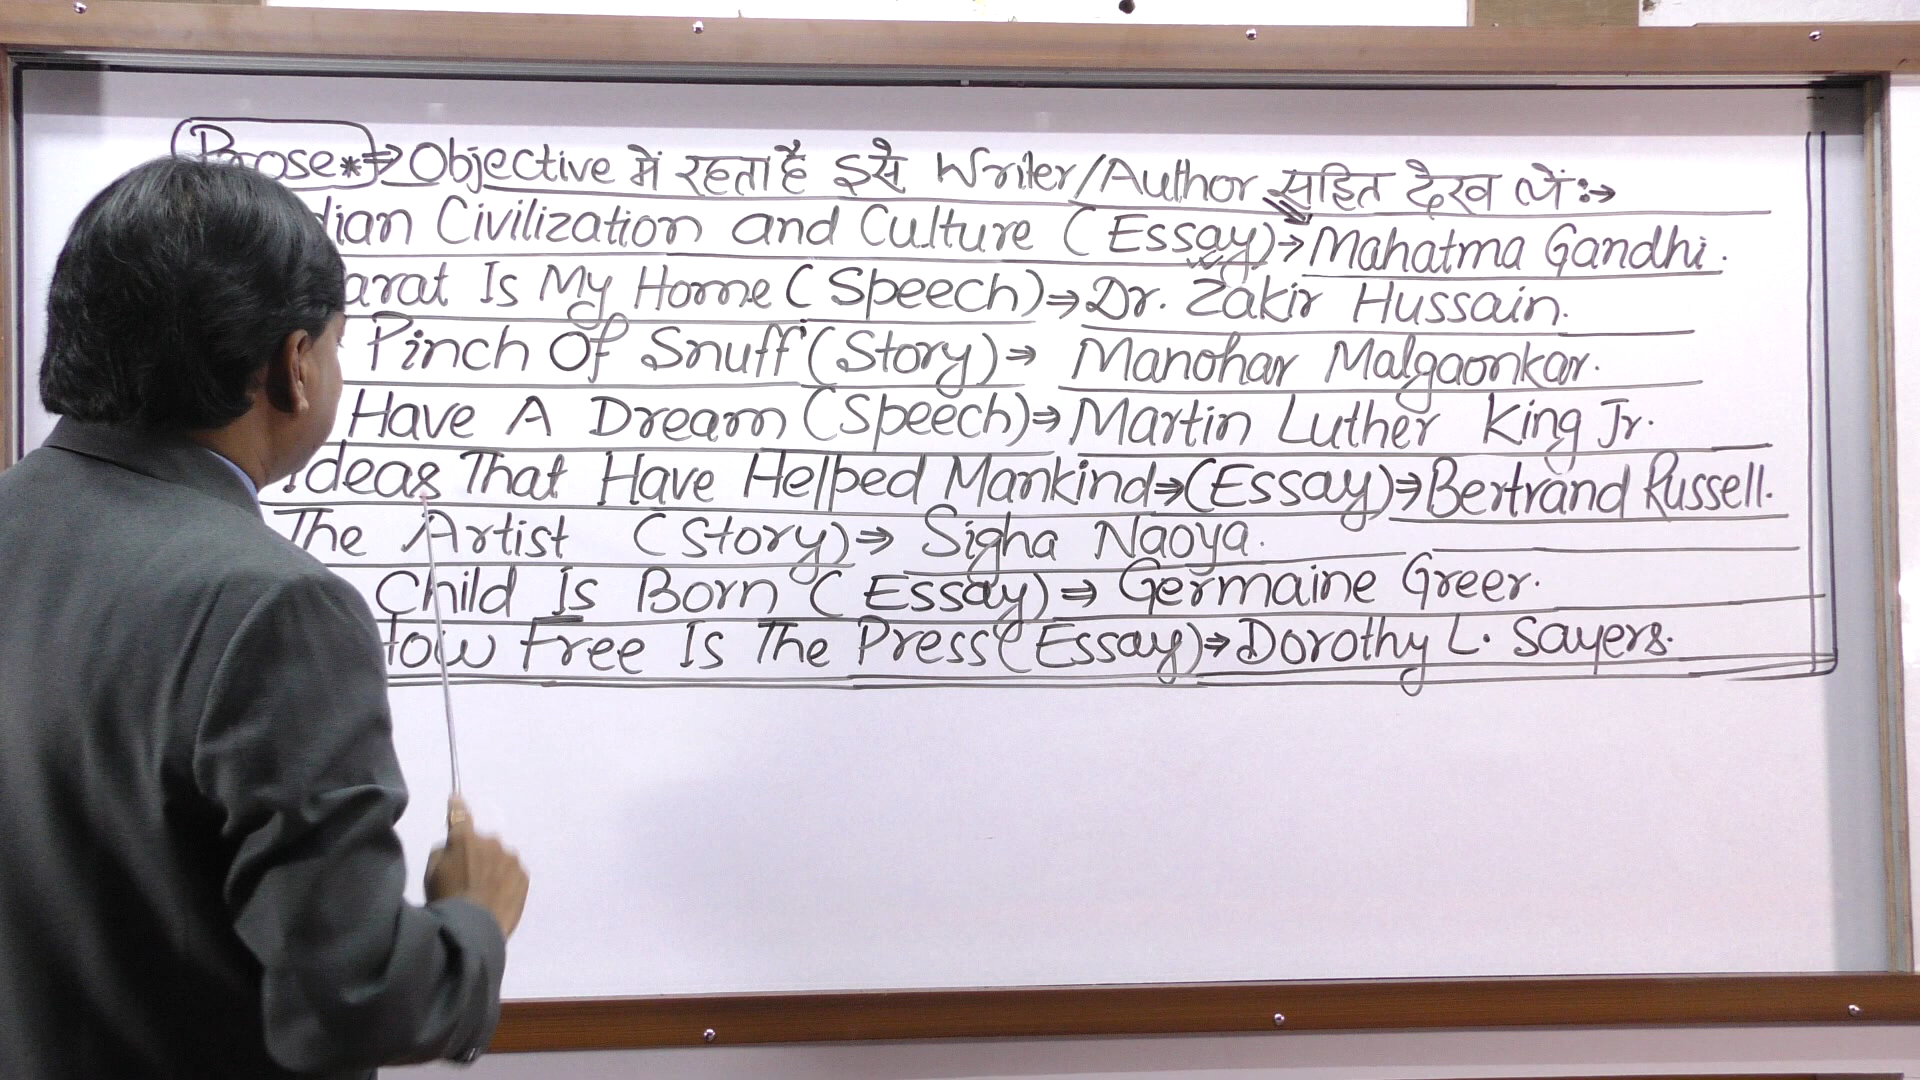 Prose*⇒ Objective में रहता है इसे Writer/Author सहित देख लें:→
dian Civilization and Culture (Essay)→Mahatma Gandhi.
arat Is My Home (Speech)⇒Dr. Zakir Hussain.
Pinch Of Snuff (Story)⇒ Manohar Malgaonkar.
Have A Dream (Speech)⇒Martin Luther King Jr.
Ideas That Have Helped Mankind⇒(Essay)⇒Bertrand Russell.
The Artist (Story)⇒ Sigha Naoya.
Child Is Born (Essay)⇒ Germaine Greer.
How Free Is The Press (Essay)⇒Dorothy L. Sayers.